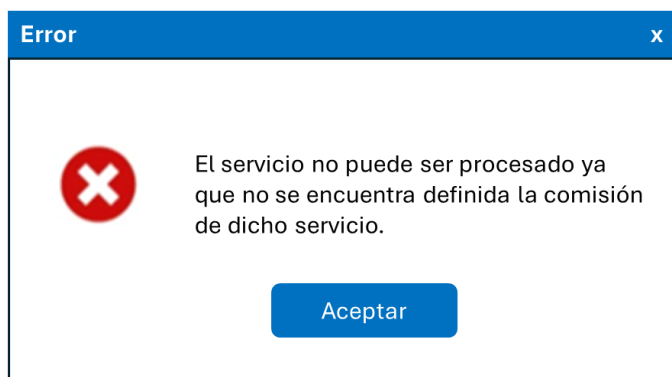 Error x
El servicio no puede ser procesado ya
que no se encuentra definida la comisión
de dicho servicio.
Aceptar